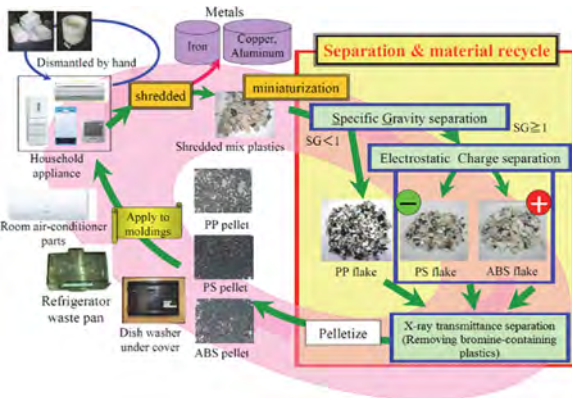 Metals
Iron
Copper,
Aluminum
Dismantled by hand
shredded
Household
appliance
Shredded mix plastics
Separation & material recycle
miniaturization
Specific Gravity separation
SG<1
SG≧1
Electrostatic Charge separation
−
+
PP flake
PS flake
ABS flake
X-ray transmittance separation
(Removing bromine-containing
plastics)
Pelletize
PP pellet
PS pellet
ABS pellet
Apply to
moldings
Room air-conditioner
parts
Refrigerator
waste pan
Dish washer
under cover